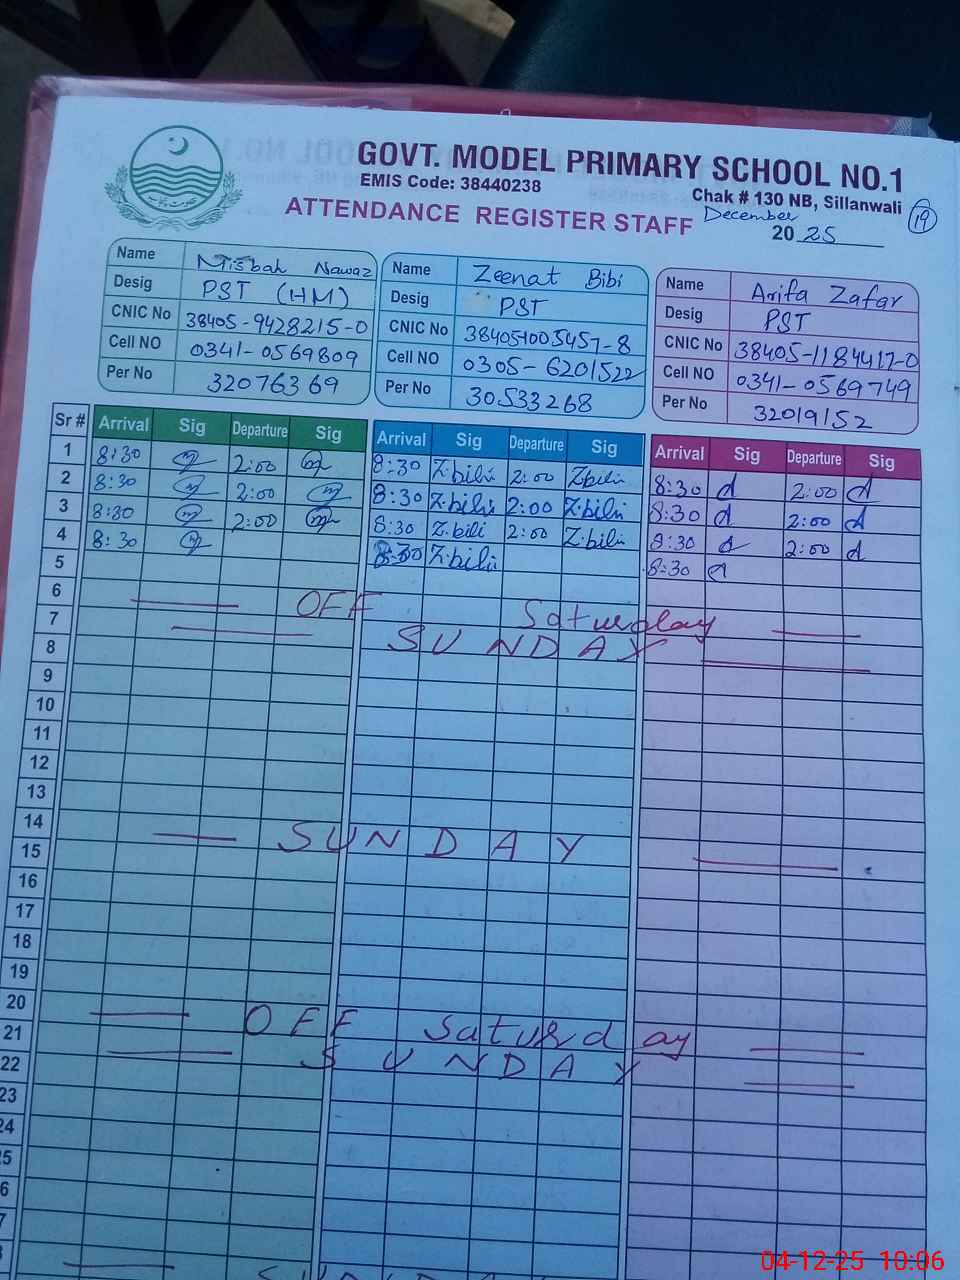 GOVT. MODEL PRIMARY SCHOOL NO.1
EMIS Code: 38440238
Chak # 130 NB, Sillanwali
ATTENDANCE REGISTER STAFF
December
19
20 25
Name Misbah Nawaz
Desig PST (HM)
CNIC No 38405-9428215-0
Cell NO 0341-0569809
Per No 32076369
Name Zeenat Bibi
Desig PST
CNIC No 384051005457-8
Cell NO 0305-6201522
Per No 30533268
Name Arifa Zafar
Desig PST
CNIC No 38405-1184417-0
Cell NO 0341-0569749
Per No 32019152
Sr # Arrival Sig Departure Sig Arrival Sig Departure Sig Arrival Sig Departure Sig
1 8:30 2:00 8:30 Z.bibi 2:00 Z.bibi 8:30 2:00
2 8:30 2:00 8:30 Z.bibi 2:00 Z.bibi 8:30 2:00
3 8:30 2:00 8:30 Z.bibi 2:00 Z.bibi 8:30 2:00
4 8:30 8:30 Z.bibi 8:30
5
6 OFF Saturday
7 SUNDAY
8
9
10
11
12
13
14 SUNDAY
15
16
17
18
19
20 OFF Saturday
21 SUNDAY
22
23
24
25
6
7
8 SUNDAY
04-12-25 10:06